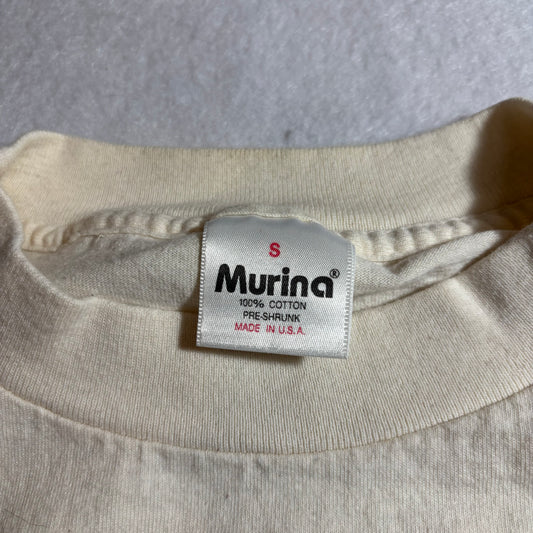 S
Murina®
100% COTTON
PRE-SHRUNK
MADE IN U.S.A.